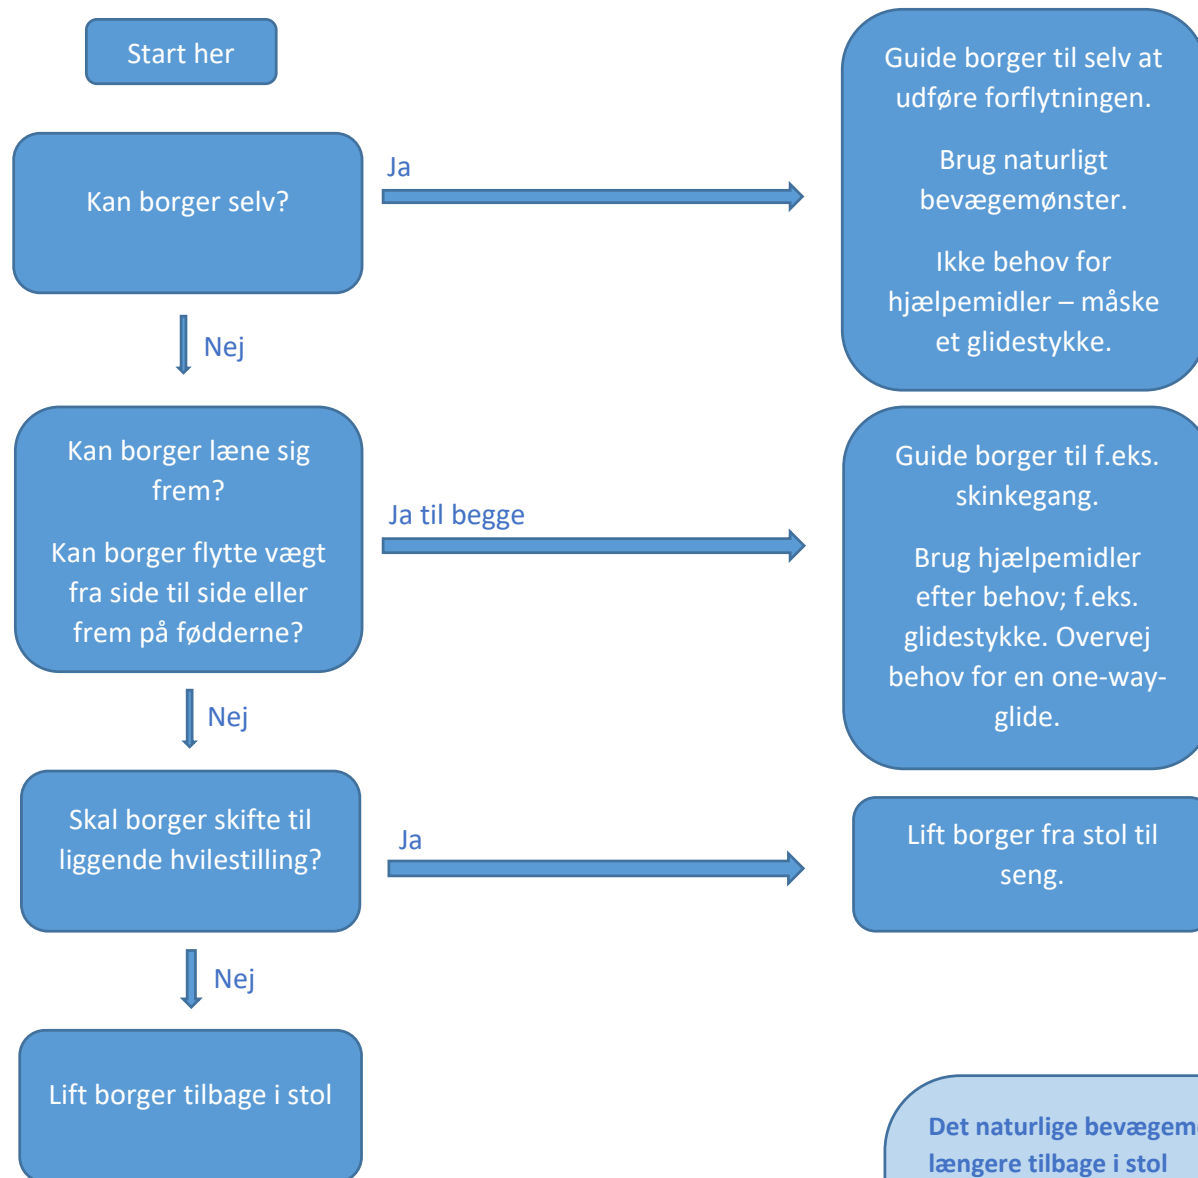 Start her
Kan borger selv?
Ja
Guide borger til selv at
udføre forflytningen.
Brug naturligt
bevægemønster.
Ikke behov for
hjælpemidler – måske
et glidestykke.
Nej
Kan borger læne sig
frem?
Kan borger flytte vægt
fra side til side eller
frem på fødderne?
Ja til begge
Guide borger til f.eks.
skinkegang.
Brug hjælpemidler
efter behov; f.eks.
glidestykke. Overvej
behov for en one-way-
glide.
Nej
Skal borger skifte til
liggende hvilestilling?
Ja
Lift borger fra stol til
seng.
Nej
Lift borger tilbage i stol
Det naturlige
længere tilbage i stol